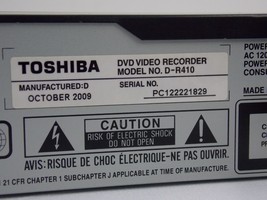 TOSHIBA
DVD VIDEO RECORDER
MODEL NO. D-R410
MANUFACTURED:D
OCTOBER 2009
SERIAL NO.
PC122221829
POWER
AC 120
POWER
CONSU
MADE
CAUTION
RISK OF ELECTRIC SHOCK
DO NOT OPEN
AVIS: RISQUE DE CHOC ÉLECTRIQUE-NE PAS OUVRIR
21 CFR CHAPTER 1 SUBCHAPTER J APPLICABLE AT TIME OF MANUFACTURE.